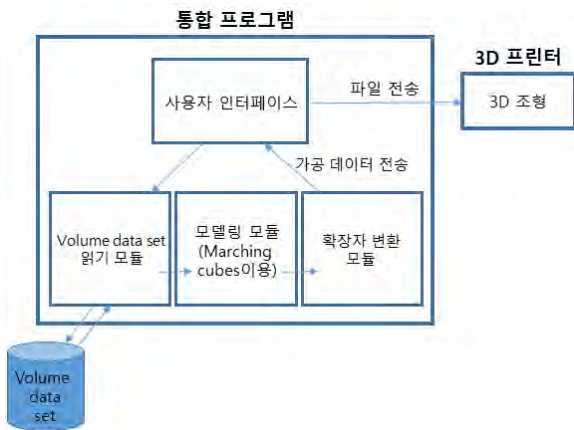 통합 프로그램
3D 프린터
사용자 인터페이스
파일 전송
3D 조형
가공 데이터 전송
Volume data set
읽기 모듈
모델링 모듈
(Marching
cubes이용)
확장자 변환
모듈
Volume
data
set